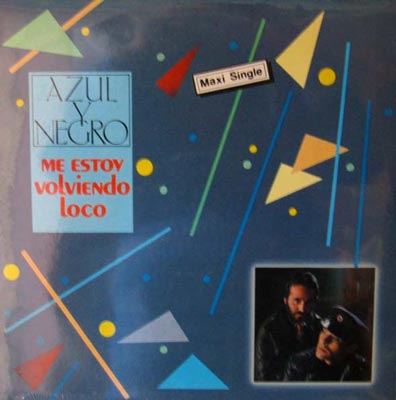 AZUL
Y
NEGRO
ME ESTOY
volviendo
loco
Maxi Single